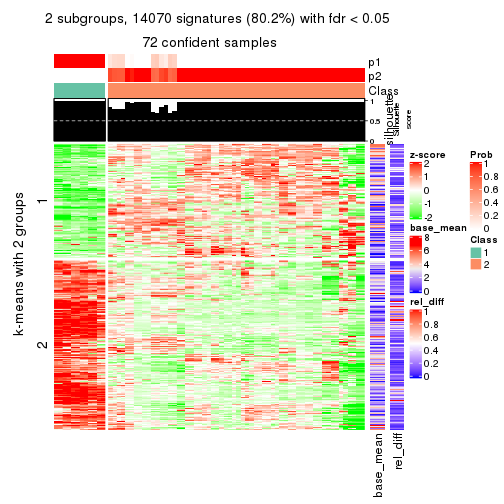 2 subgroups, 14070 signatures (80.2%) with fdr < 0.05
72 confident samples
p1
p2
Class
1
0.5
0
silhouette
Silhouette
score
k-means with 2 groups
1
2
base_mean
rel_diff
z-score
2
1
0
-1
-2
base_mean
8
6
4
2
0
rel_diff
1
0.8
0.6
0.4
0.2
0
Prob
1
0.8
0.6
0.4
0.2
0
Class
1
2